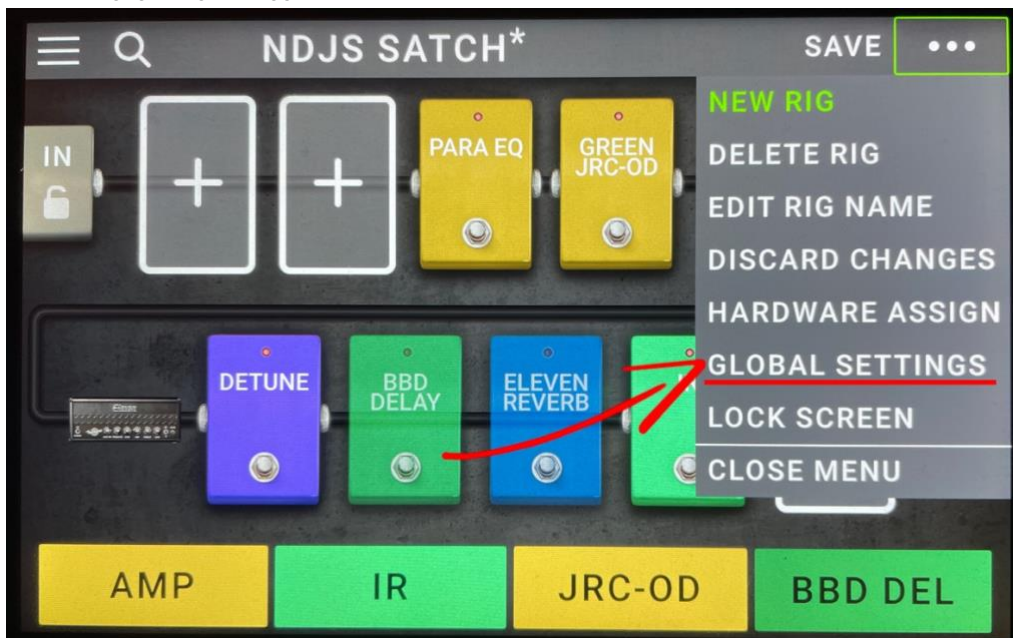 NDJS SATCH*
SAVE
NEW RIG
DELETE RIG
EDIT RIG NAME
DISCARD CHANGES
HARDWARE ASSIGN
GLOBAL SETTINGS
LOCK SCREEN
CLOSE MENU
IN
PARA EQ
GREEN
JRC-OD
DETUNE
BBD
DELAY
ELEVEN
REVERB
AMP
IR
JRC-OD
BBD DEL